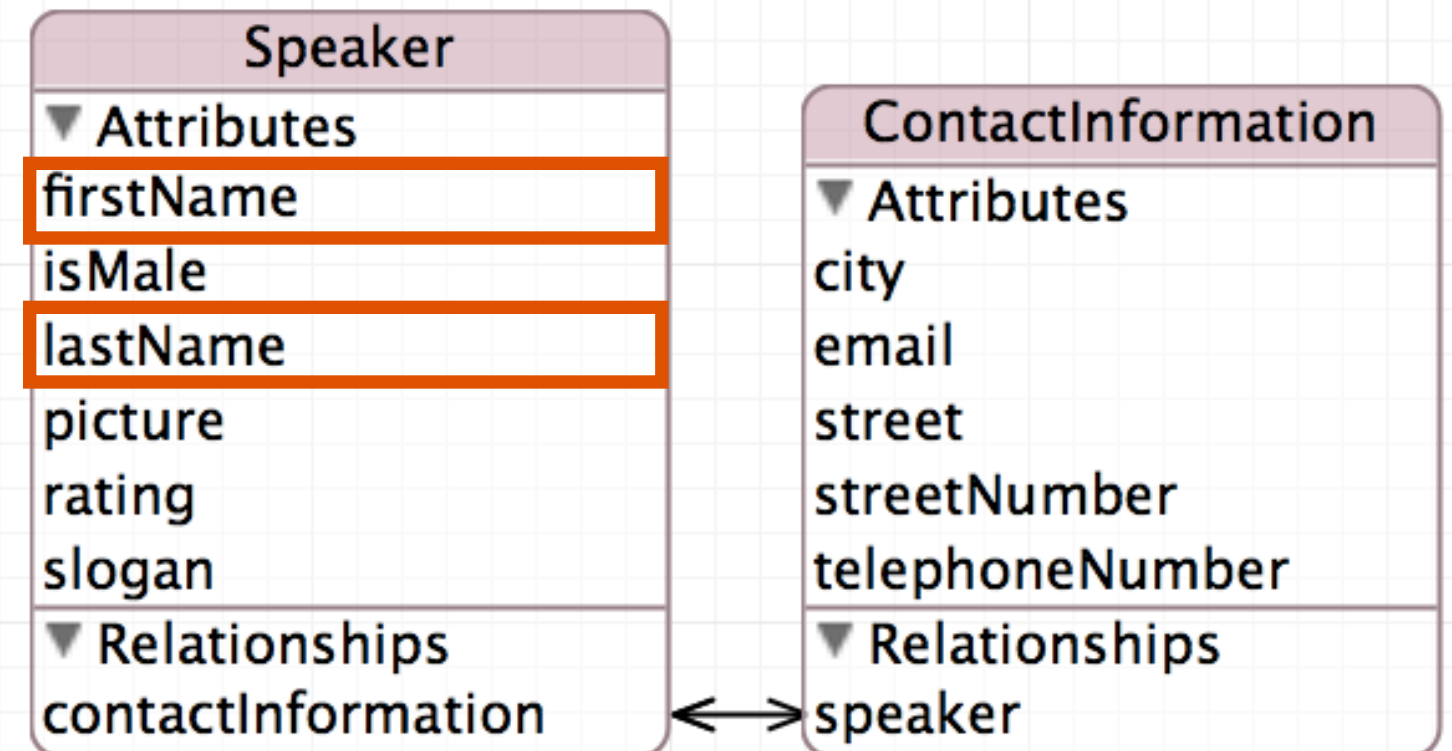 Speaker
Attributes
firstName
isMale
lastName
picture
rating
slogan
Relationships
contactInformation
ContactInformation
Attributes
city
email
street
streetNumber
telephoneNumber
Relationships
speaker